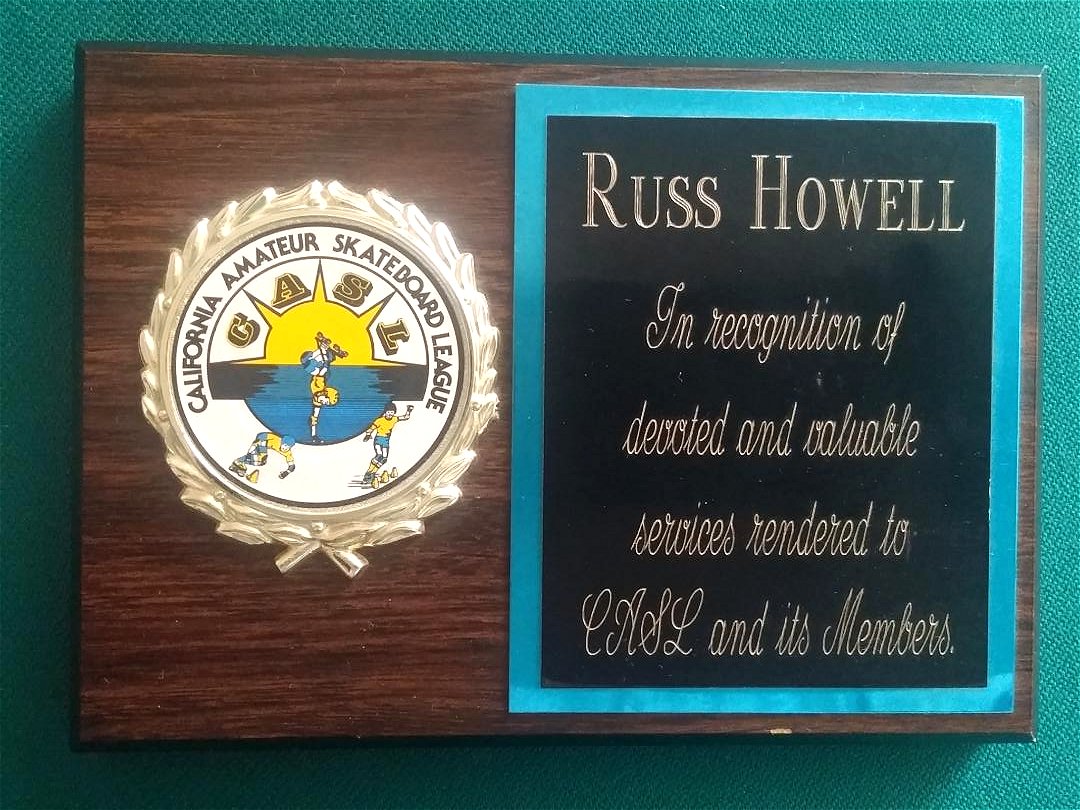 CALIFORNIA AMATEUR SKATEBOARD LEAGUE
CASL
RUSS HOWELL
In recognition of
devoted and valuable
services rendered to
CASL and its Members.